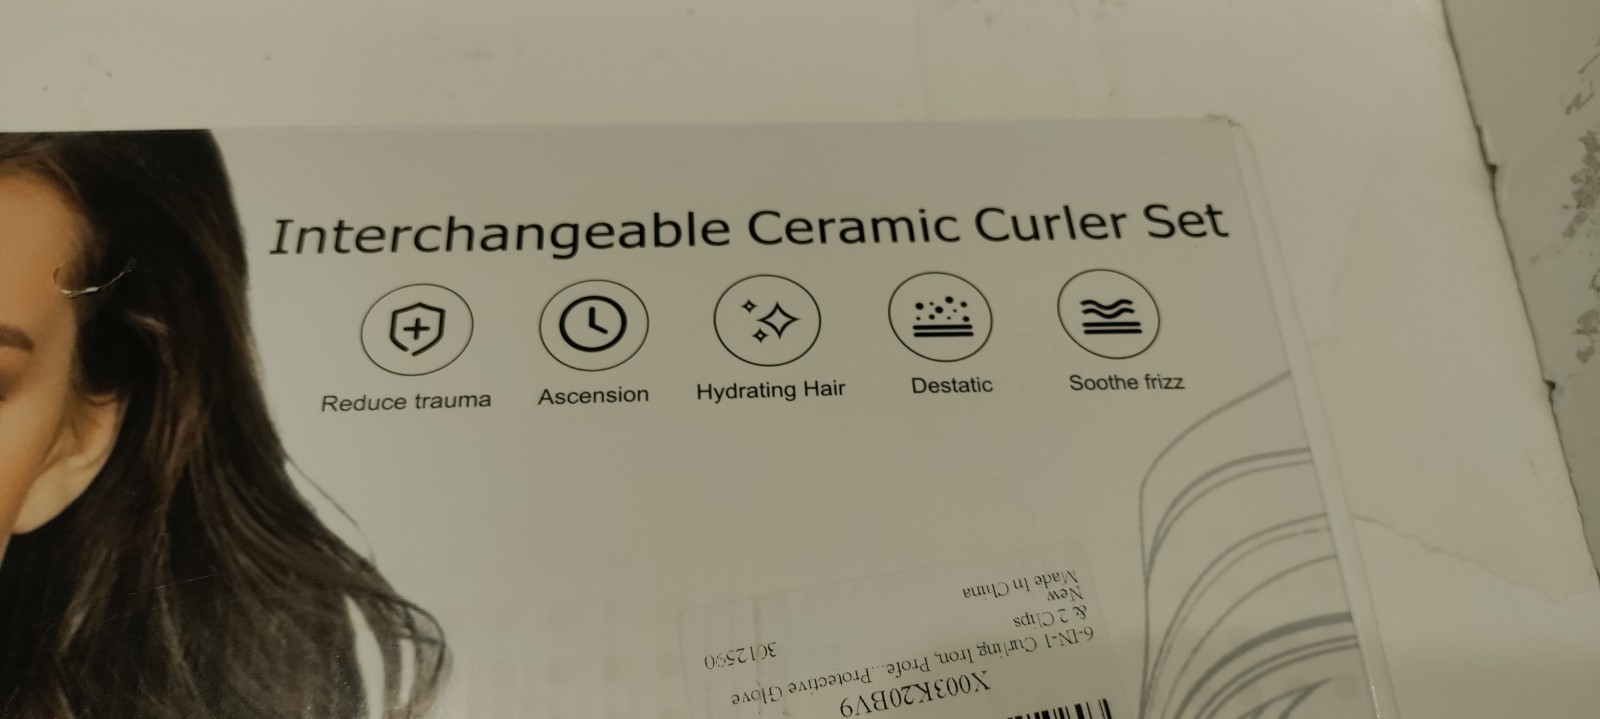 Interchangeable Ceramic Curler Set
Reduce trauma
Ascension
Hydrating Hair
Destatic
Soothe frizz
X003K20BV9
6-IN-1 Curling Iron, Profe...Protective Glove
& 2 Clips
New
Made In China